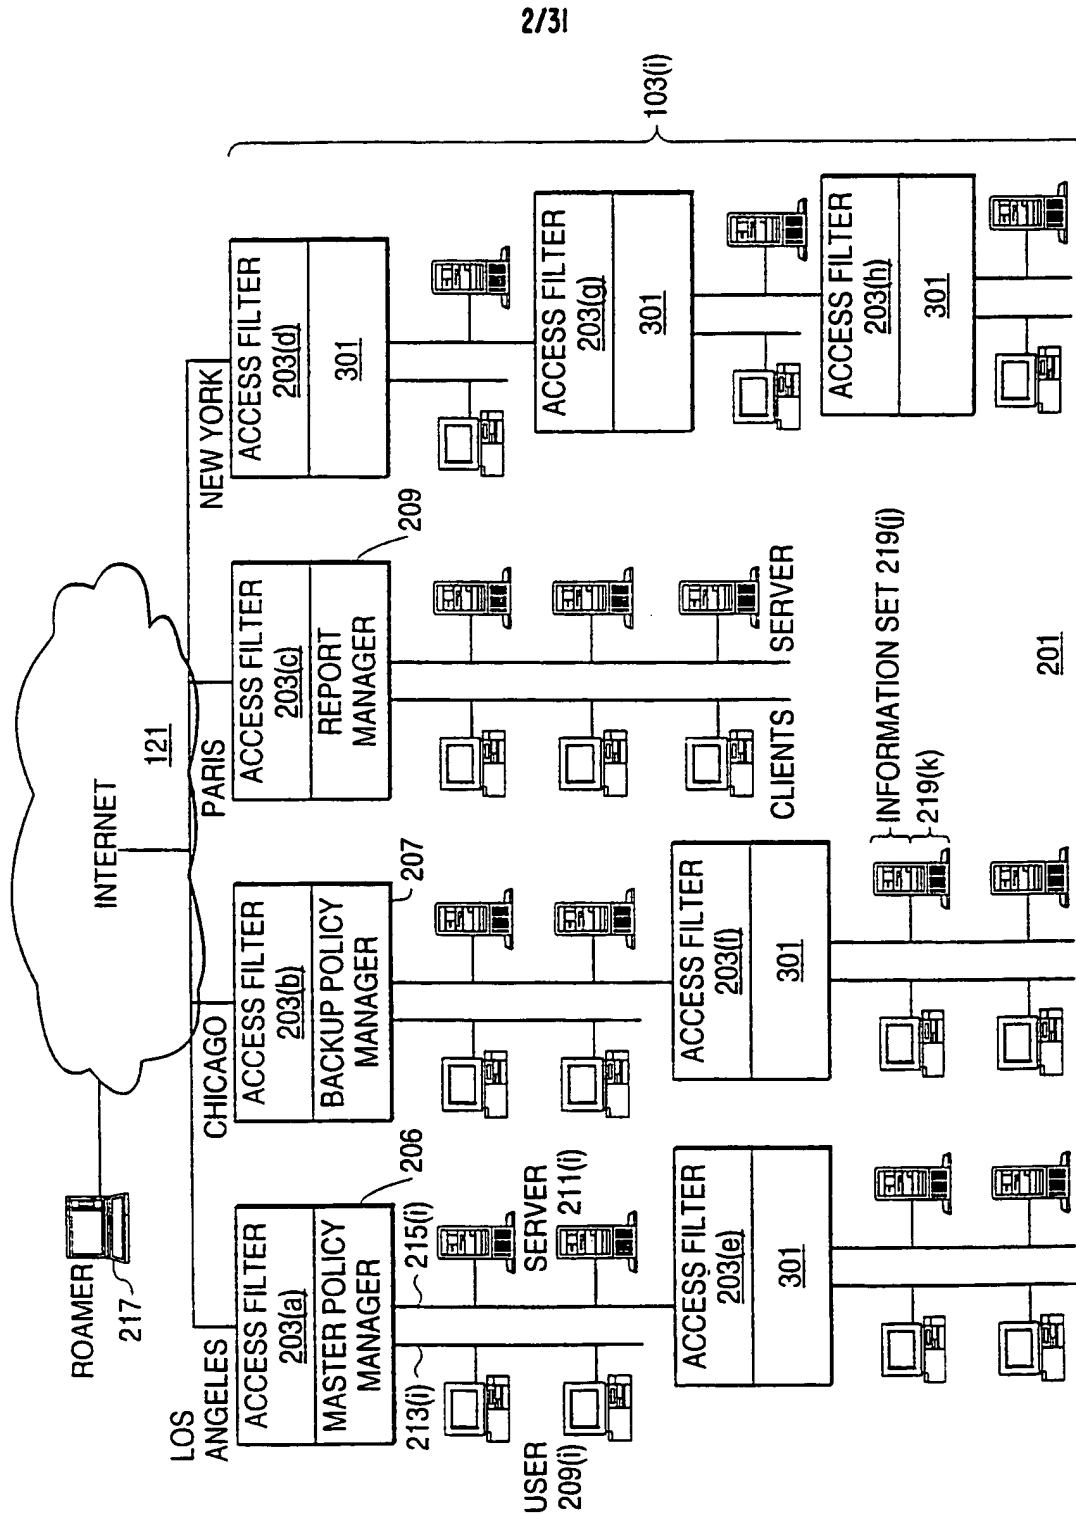 2/31
ROAMER
217
INTERNET
121
LOS
ANGELES
CHICAGO
PARIS
NEW YORK
ACCESS FILTER
203(a)
MASTER POLICY
MANAGER
206
ACCESS FILTER
203(b)
BACKUP POLICY
MANAGER
207
ACCESS FILTER
203(c)
REPORT
MANAGER
209
ACCESS FILTER
203(d)
301
103(i)
213(i)
215(i)
USER
209(i)
SERVER
211(i)
ACCESS FILTER
203(e)
301
ACCESS FILTER
203(f)
301
CLIENTS
SERVER
INFORMATION SET 219(j)
219(k)
ACCESS FILTER
203(g)
301
ACCESS FILTER
203(h)
301
201